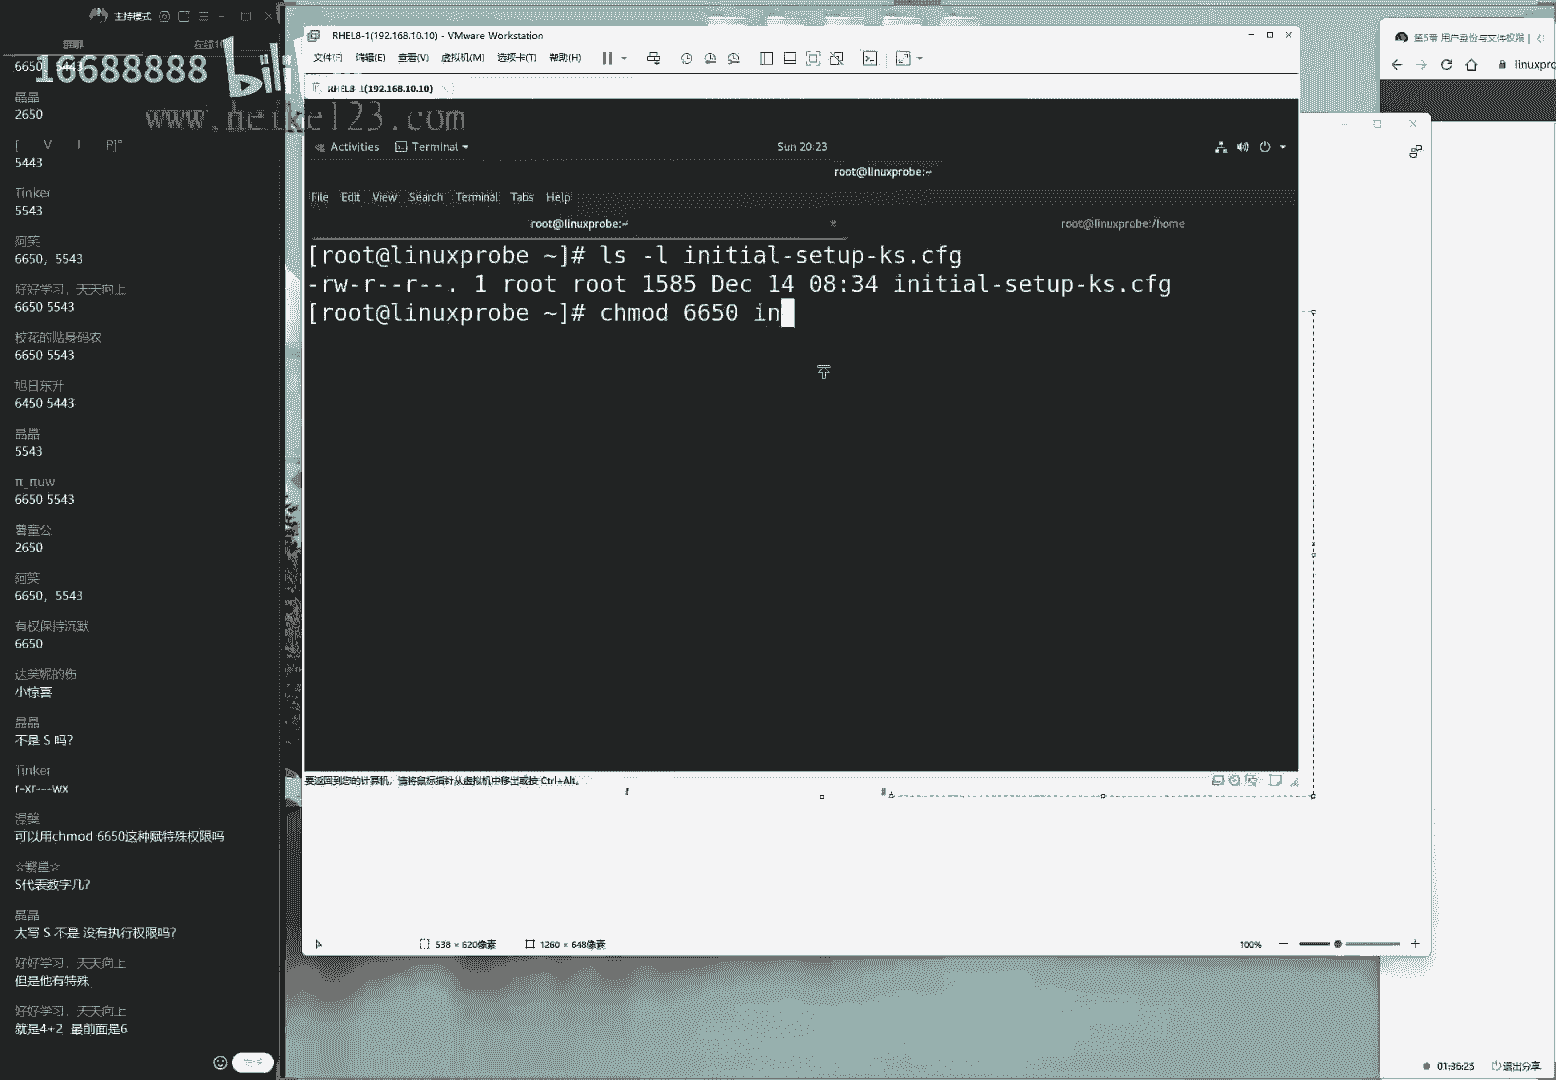 主持模式
6650 5443
16688888
bili
www.heike123.com
晶晶
2650
5443
Tinker
5543
阿笑
6650，5543
好好学习，天天向上
6650 5543
校花的贴身码农
6650 5543
旭日东升
6450 5443
晶晶
5543
π_πuw
6650 5543
2650
阿笑
6650，5543
有权保持沉默
6650
达芙妮的伤
小惊喜
晶晶
不是 S 吗?
Tinker
r-xr---wx
可以用chmod 6650这种赋特殊权限吗
☆繁星☆
S代表数字几?
晶晶
大写 S 不是 没有执行权限吗?
好好学习，天天向上
但是他有特殊
好好学习，天天向上
就是4+2 最前面是6
RHEL8-1(192.168.10.10) - VMware Workstation
文件(F) 编辑(E) 查看(V) 虚拟机(M) 选项卡(T) 帮助(H)
RHEL8-1(192.168.10.10)
Activities Terminal Sun 20:23
root@linuxprobe:~
File Edit View Search Terminal Tabs Help
root@linuxprobe:~ root@linuxprobe:/home
[root@linuxprobe ~]# ls -l initial-setup-ks.cfg
-rw-r--r--. 1 root root 1585 Dec 14 08:34 initial-setup-ks.cfg
[root@linuxprobe ~]# chmod 6650 in
要返回到您的计算机，请将鼠标指针从虚拟机中移出或按 Ctrl+Alt。
538 × 620像素 1260 × 648像素 100%
第5章 用户身份与文件权限 |
linuxpro
01:36:23 退出分享